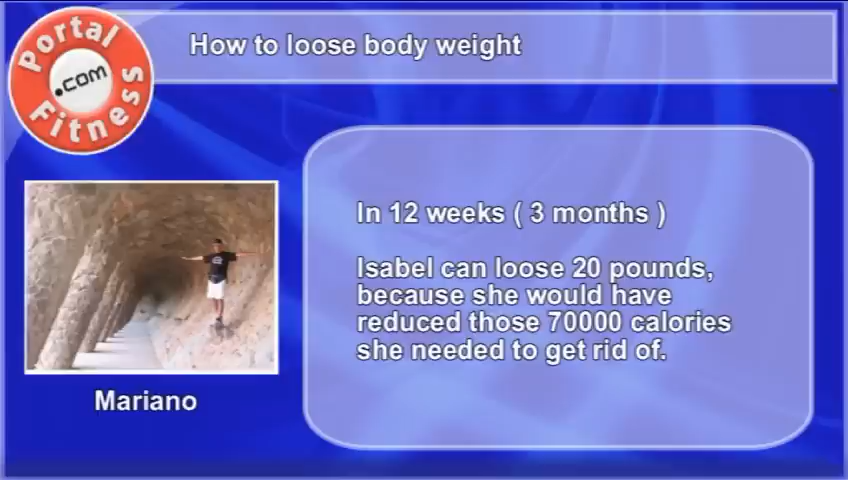 Portal
.com
Fitness
How to loose body weight
In 12 weeks ( 3 months )
Isabel can loose 20 pounds,
because she would have
reduced those 70000 calories
she needed to get rid of.
Mariano